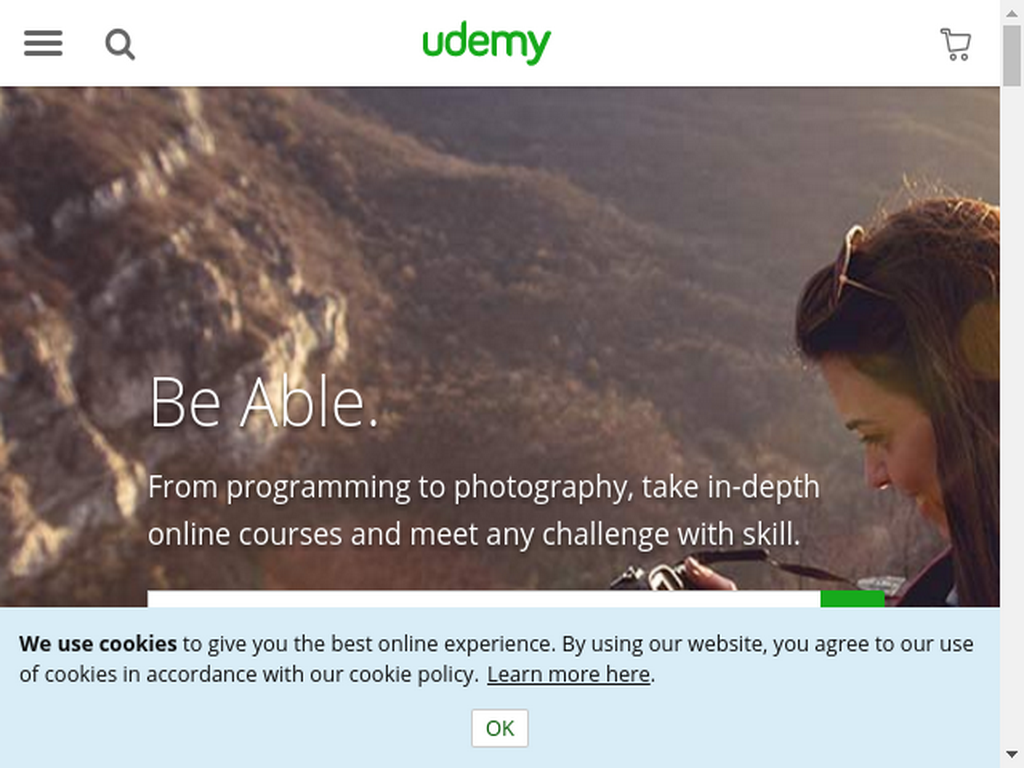 udemy
Be Able.
From programming to photography, take in-depth
online courses and meet any challenge with skill.
We use cookies to give you the best online experience. By using our website, you agree to our use
of cookies in accordance with our cookie policy. Learn more here.
OK